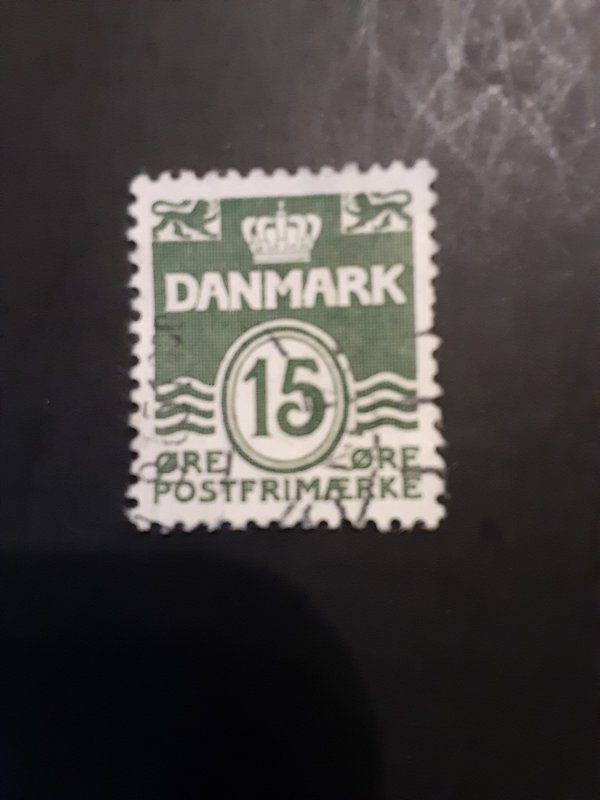 DANMARK
15
ØRE ØRE
POSTFRIMÆRKE